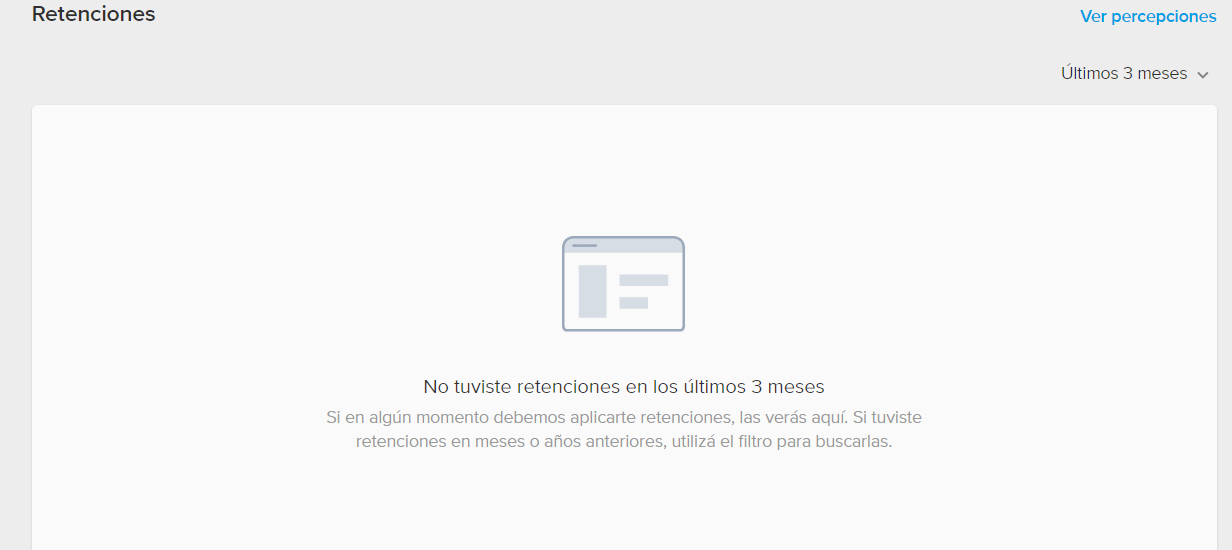 Retenciones
Ver percepciones
Últimos 3 meses
No tuviste retenciones en los últimos 3 meses
Si en algún momento debemos aplicarte retenciones, las verás aquí. Si tuviste
retenciones en meses o años anteriores, utilizá el filtro para buscarlas.